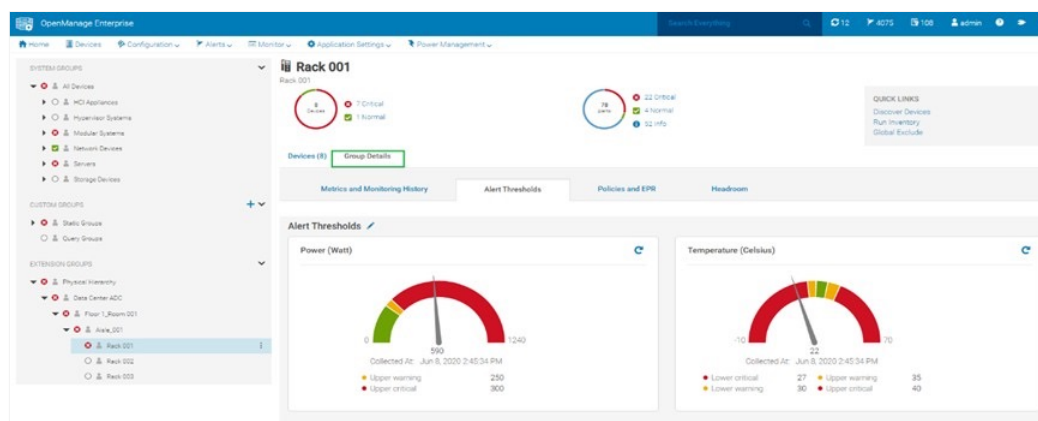 OpenManage Enterprise
Search Everything
12
4075
108
admin
Home Devices Configuration Alerts Monitor Application Settings Power Management
SYSTEM GROUPS
All Devices
HCI Appliances
Hypervisor Systems
Modular Systems
Network Devices
Servers
Storage Devices
CUSTOM GROUPS
Static Groups
Query Groups
EXTENSION GROUPS
Physical Hierarchy
Data Center-ADC
Floor 1_Room-001
Aisle_001
Rack 001
Rack 002
Rack 003
Rack 001
Rack 001
8
Devices
7 Critical
1 Normal
78
Alerts
22 Critical
4 Normal
52 Info
QUICK LINKS
Discover Devices
Run Inventory
Global Exclude
Devices (8) Group Details
Metrics and Monitoring History Alert Thresholds Policies and EPR Headroom
Alert Thresholds
Power (Watt)
0
1240
590
Collected At: Jun 8, 2020 2:45:34 PM
Upper warning 250
Upper critical 300
Temperature (Celsius)
-10
70
22
Collected At: Jun 8, 2020 2:45:34 PM
Lower critical 27 Upper warning 35
Lower warning 30 Upper critical 40